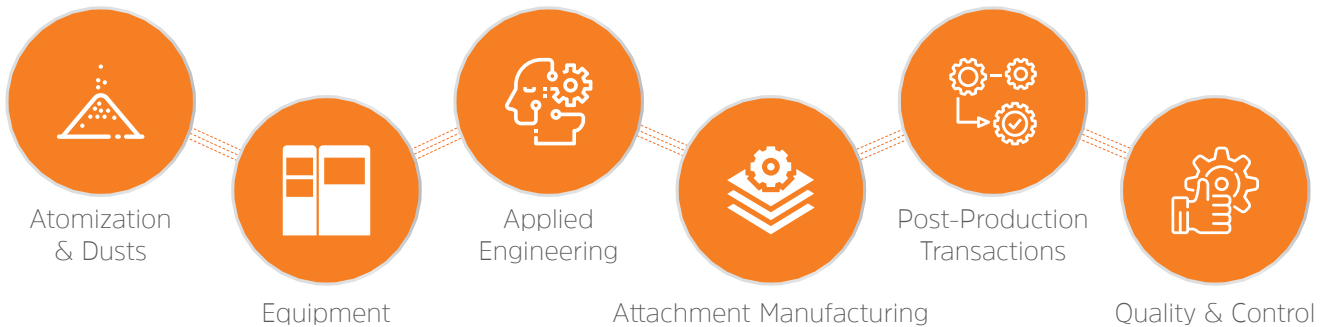 Atomization
& Dusts
Equipment
Applied
Engineering
Attachment Manufacturing
Post-Production
Transactions
Quality & Control